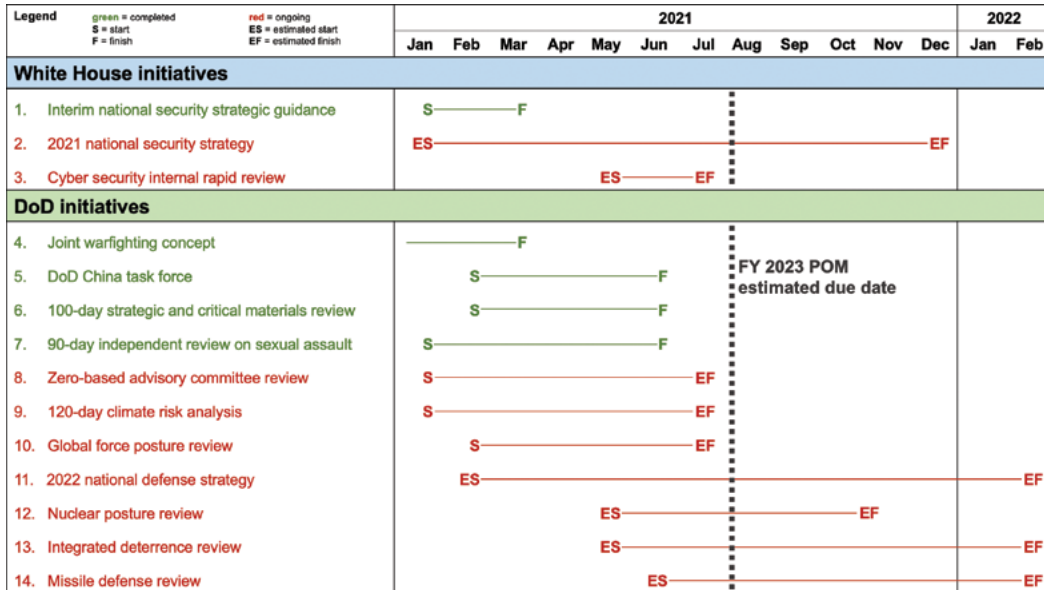 Legend green = completed red = ongoing 2021 2022
S = start ES = estimated start
F = finish EF = estimated finish
Jan Feb Mar Apr May Jun Jul Aug Sep Oct Nov Dec Jan Feb
White House initiatives
1. Interim national security strategic guidance S F
2. 2021 national security strategy ES EF
3. Cyber security internal rapid review ES EF
DoD initiatives
4. Joint warfighting concept F
FY 2023 POM
5. DoD China task force S F
estimated due date
6. 100-day strategic and critical materials review S F
7. 90-day independent review on sexual assault S F
8. Zero-based advisory committee review S EF
9. 120-day climate risk analysis S EF
10. Global force posture review S EF
11. 2022 national defense strategy ES EF
12. Nuclear posture review ES EF
13. Integrated deterrence review ES EF
14. Missile defense review ES EF